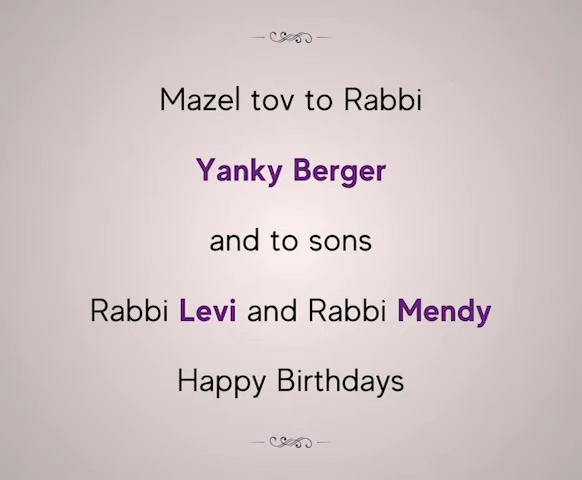 Mazel tov to Rabbi
Yanky Berger
and to sons
Rabbi Levi and Rabbi Mendy
Happy Birthdays